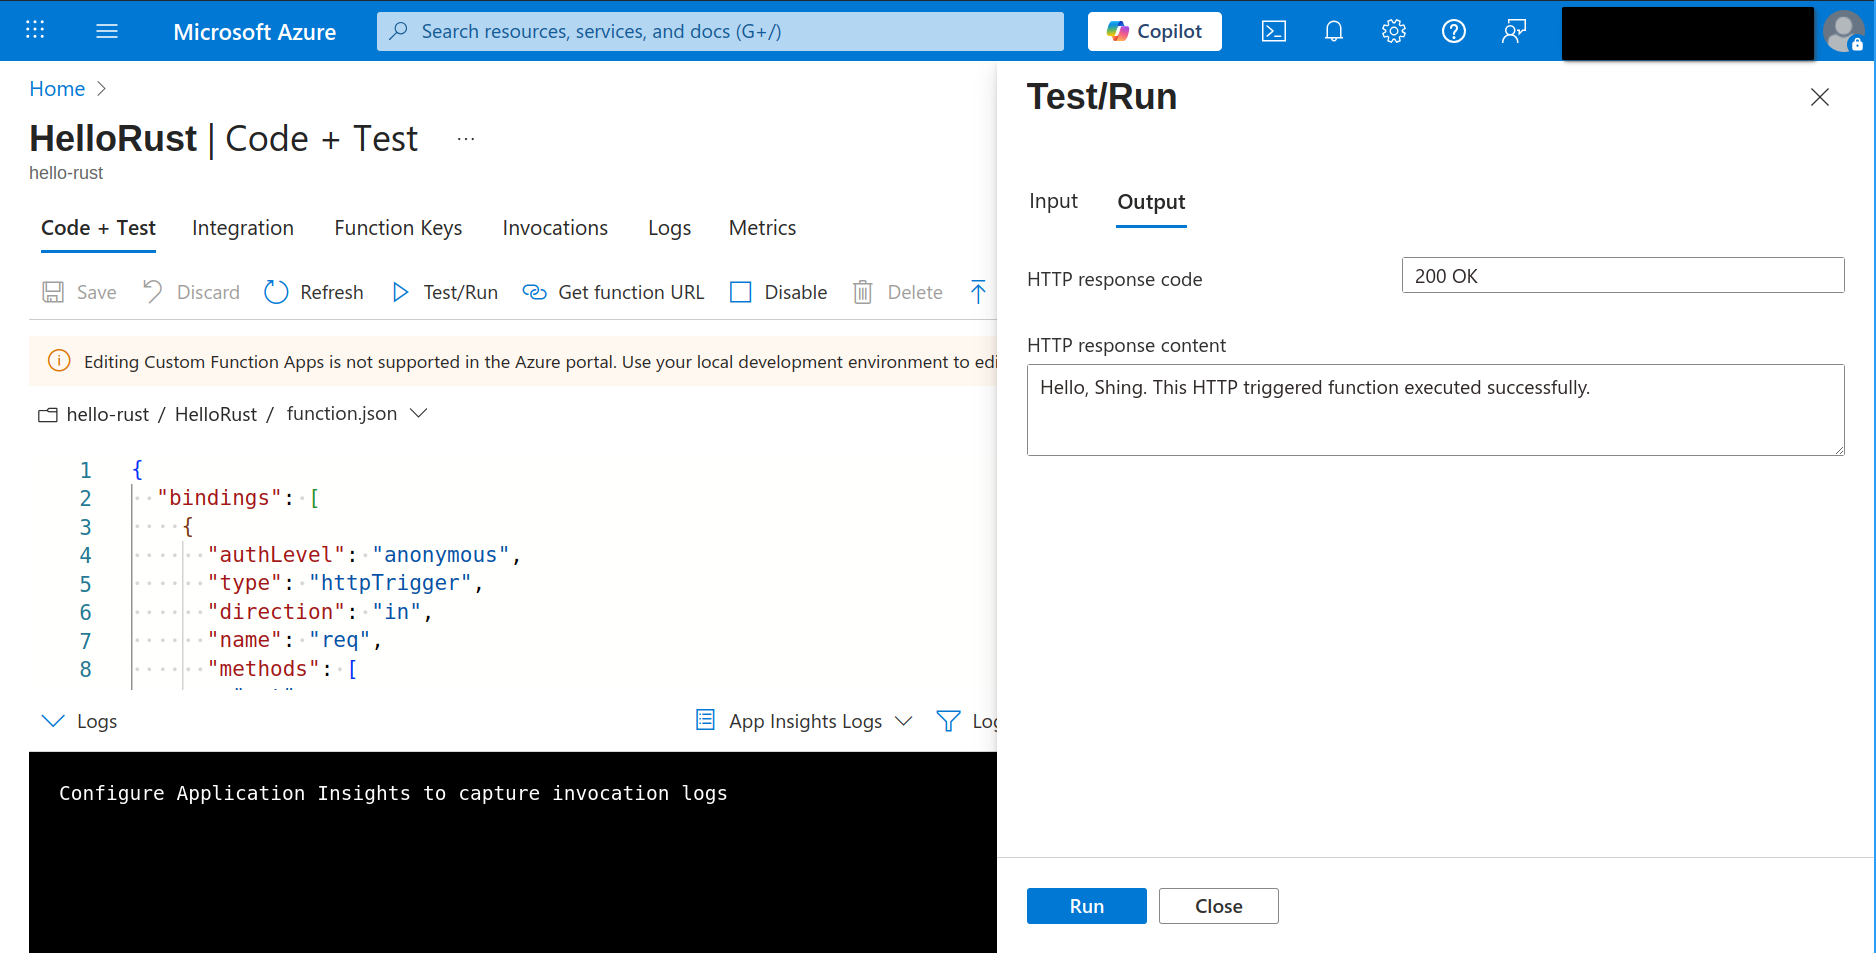 Microsoft Azure
Search resources, services, and docs (G+/)
Copilot
Home
HelloRust | Code + Test ...
hello-rust
Code + Test Integration Function Keys Invocations Logs Metrics
Save Discard Refresh Test/Run Get function URL Disable Delete
Editing Custom Function Apps is not supported in the Azure portal. Use your local development environment to edi
hello-rust / HelloRust / function.json
1 {
2 "bindings": [
3 {
4 "authLevel": "anonymous",
5 "type": "httpTrigger",
6 "direction": "in",
7 "name": "req",
8 "methods": [
Logs App Insights Logs Log
Configure Application Insights to capture invocation logs
Test/Run
Input Output
HTTP response code 200 OK
HTTP response content
Hello, Shing. This HTTP triggered function executed successfully.
Run Close